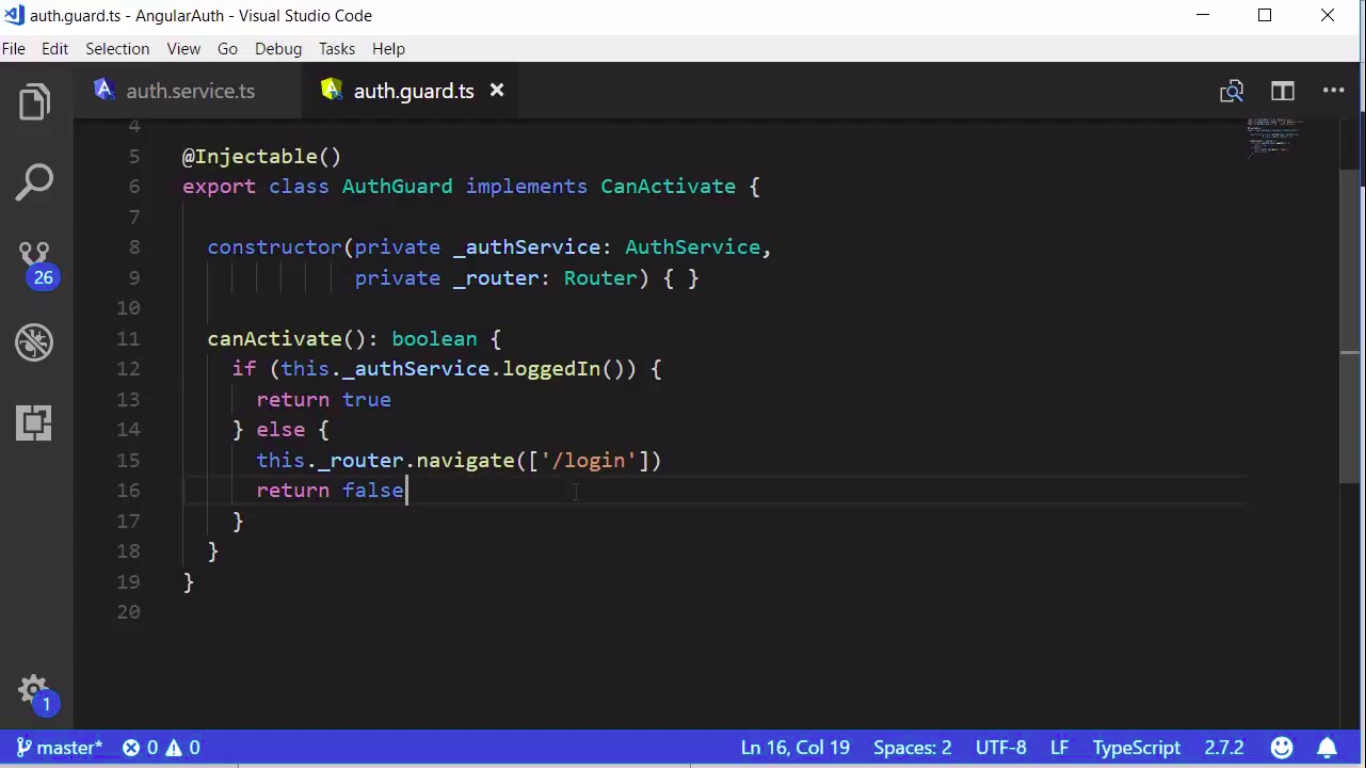 auth.guard.ts - AngularAuth - Visual Studio Code
File Edit Selection View Go Debug Tasks Help
auth.service.ts auth.guard.ts
4
5 @Injectable()
6 export class AuthGuard implements CanActivate {
7
8 constructor(private _authService: AuthService,
9 private _router: Router) { }
10
11 canActivate(): boolean {
12 if (this._authService.loggedIn()) {
13 return true
14 } else {
15 this._router.navigate(['/login'])
16 return false
17 }
18 }
19 }
20
26
1
master* 0 0 Ln 16, Col 19 Spaces: 2 UTF-8 LF TypeScript 2.7.2